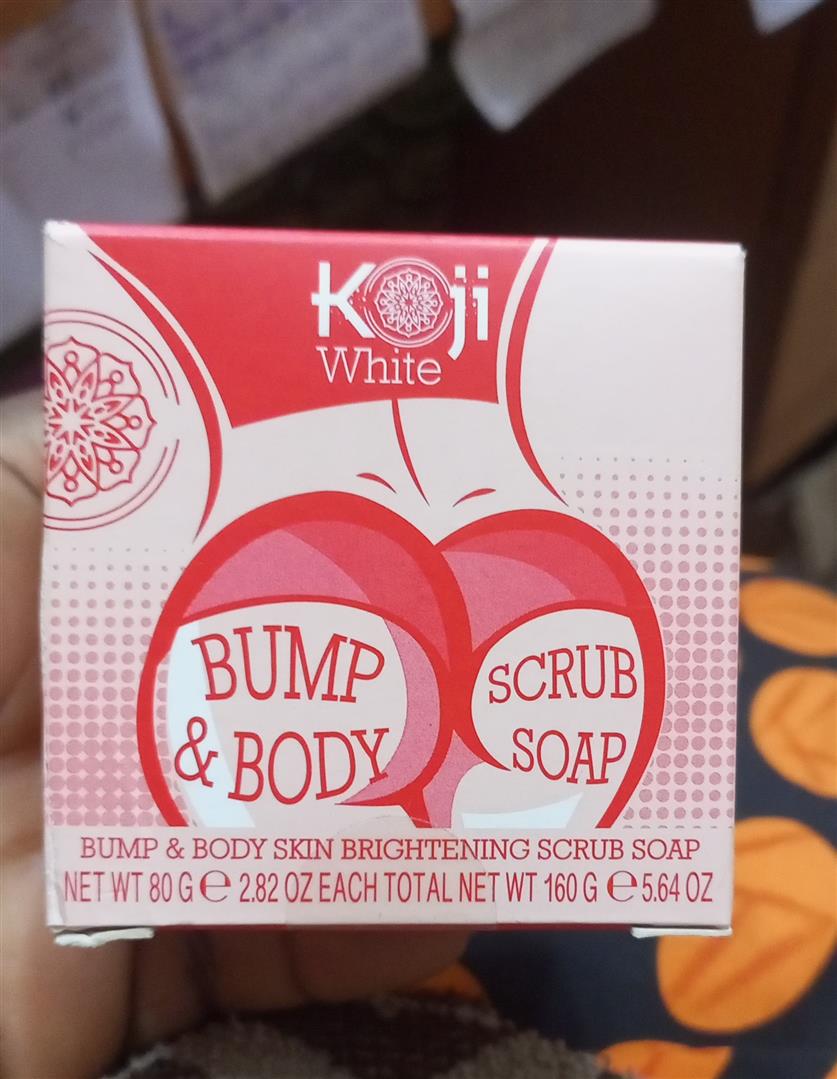 Koji
White
BUMP
& BODY
SCRUB
SOAP
BUMP & BODY SKIN BRIGHTENING SCRUB SOAP
NET WT 80 G ℮ 2.82 OZ EACH TOTAL NET WT 160 G ℮ 5.64 OZ